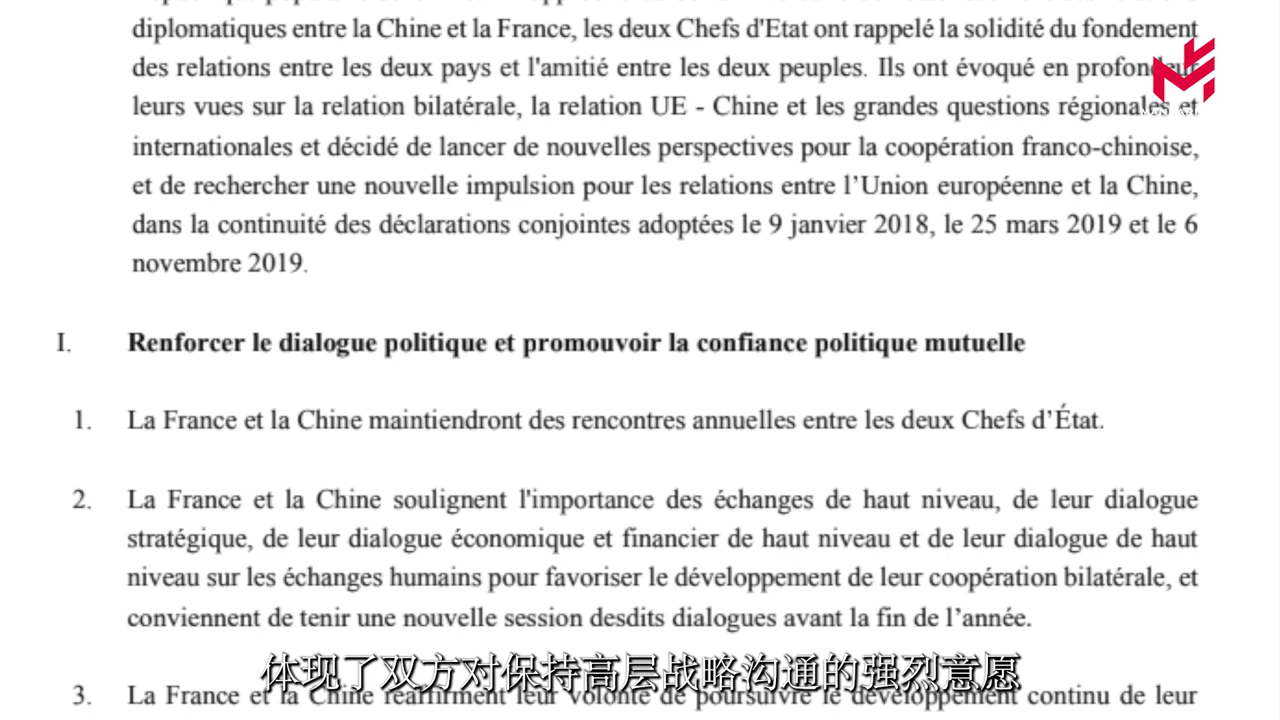 diplomatiques entre la Chine et la France, les deux Chefs d'Etat ont rappelé la solidité du fondement
des relations entre les deux pays et l'amitié entre les deux peuples. Ils ont évoqué en profondeur
leurs vues sur la relation bilatérale, la relation UE - Chine et les grandes questions régionales et
internationales et décidé de lancer de nouvelles perspectives pour la coopération franco-chinoise,
et de rechercher une nouvelle impulsion pour les relations entre l’Union européenne et la Chine,
dans la continuité des déclarations conjointes adoptées le 9 janvier 2018, le 25 mars 2019 et le 6
novembre 2019.
I. Renforcer le dialogue politique et promouvoir la confiance politique mutuelle
1. La France et la Chine maintiendront des rencontres annuelles entre les deux Chefs d’État.
2. La France et la Chine soulignent l'importance des échanges de haut niveau, de leur dialogue
stratégique, de leur dialogue économique et financier de haut niveau et de leur dialogue de haut
niveau sur les échanges humains pour favoriser le développement de leur coopération bilatérale, et
conviennent de tenir une nouvelle session desdits dialogues avant la fin de l’année.
体现了双方对保持高层战略沟通的强烈意愿
3. La France et la Chine réaffirment leur volonté de poursuivre le développement continu de leur